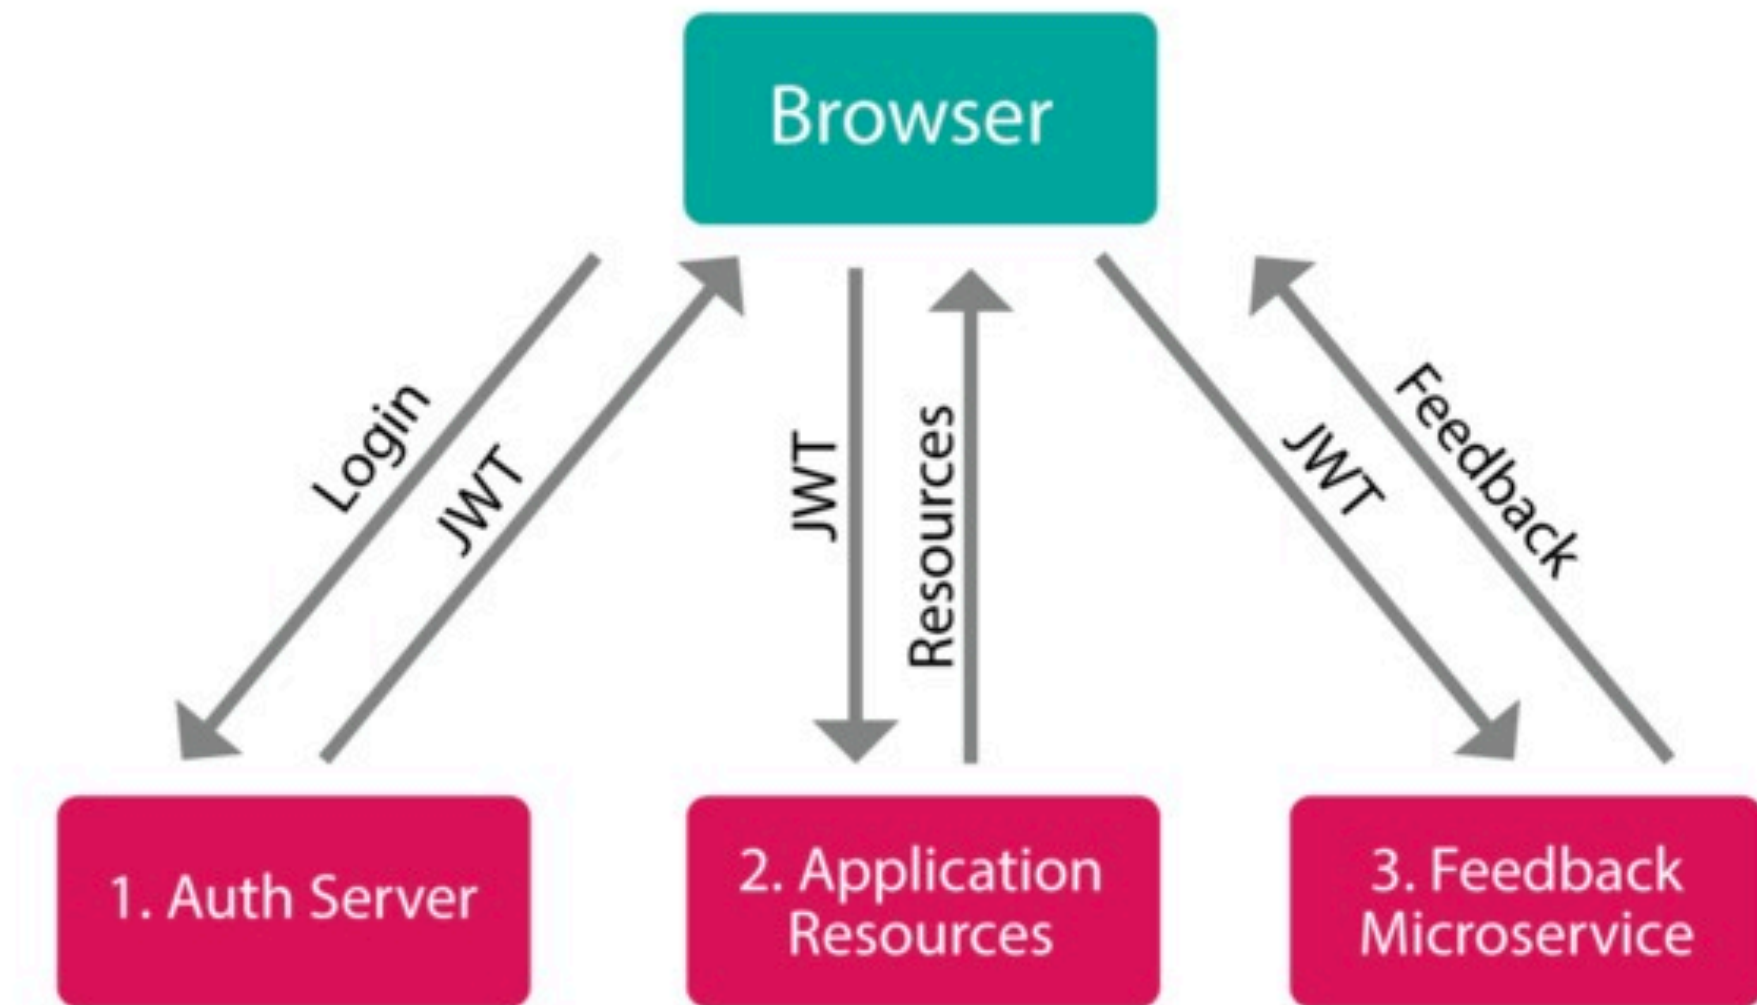 Browser
Login
JWT
JWT
Resources
JWT
Feedback
1. Auth Server
2. Application
Resources
3. Feedback
Microservice